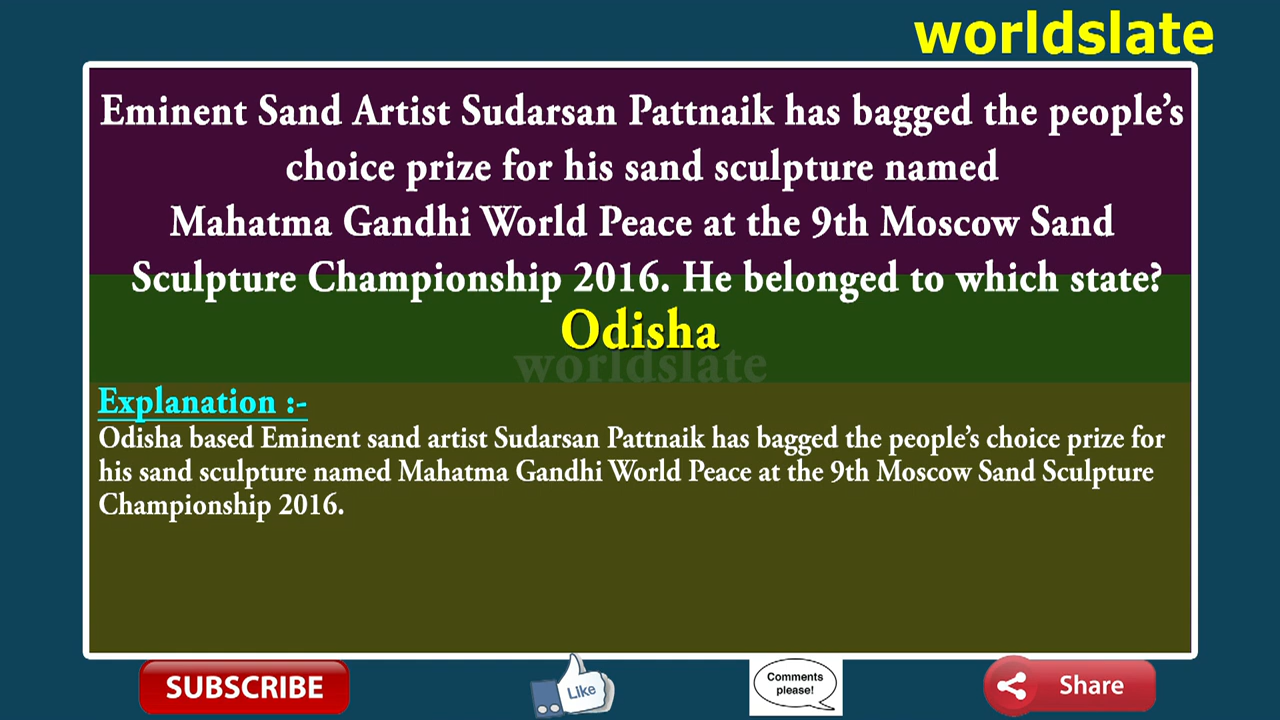 worldslate
Eminent Sand Artist Sudarsan Pattnaik has bagged the people’s
choice prize for his sand sculpture named
Mahatma Gandhi World Peace at the 9th Moscow Sand
Sculpture Championship 2016. He belonged to which state?
Odisha
worldslate
Explanation :-
Odisha based Eminent sand artist Sudarsan Pattnaik has bagged the people’s choice prize for
his sand sculpture named Mahatma Gandhi World Peace at the 9th Moscow Sand Sculpture
Championship 2016.
SUBSCRIBE
Like
Comments
please!
Share